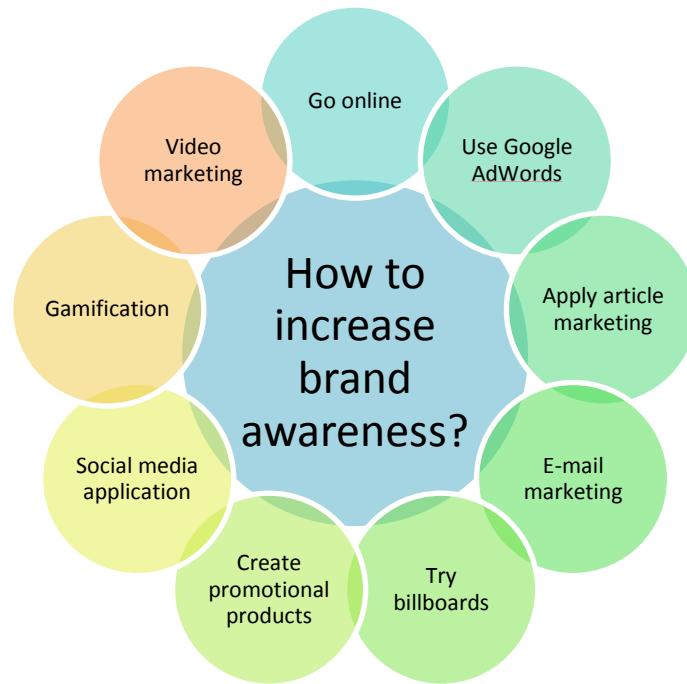 Go online
Use Google
AdWords
Apply article
marketing
E-mail
marketing
Try
billboards
Create
promotional
products
Social media
application
Gamification
Video
marketing
How to
increase
brand
awareness?